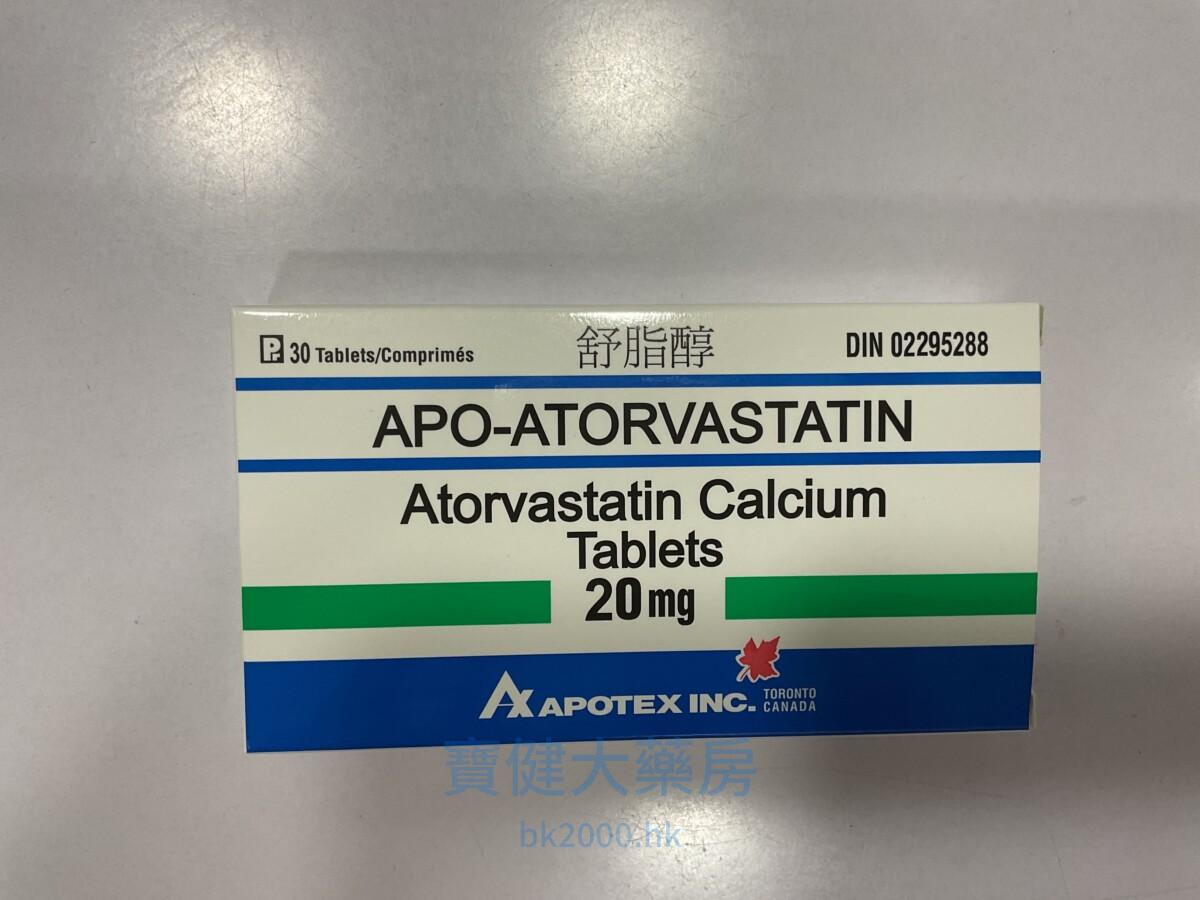 Pr 30 Tablets/Comprimés
舒脂醇
DIN 02295288
APO-ATORVASTATIN
Atorvastatin Calcium
Tablets
20 mg
APOTEX INC.
TORONTO
CANADA
寶健大藥房
bk2000.hk